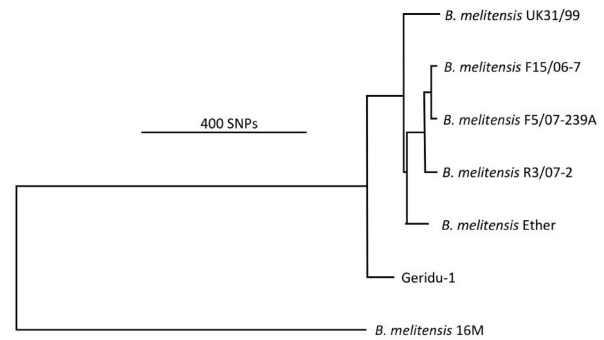 B. melitensis UK31/99
B. melitensis F15/06-7
400 SNPs
B. melitensis F5/07-239A
B. melitensis R3/07-2
B. melitensis Ether
Geridu-1
B. melitensis 16M